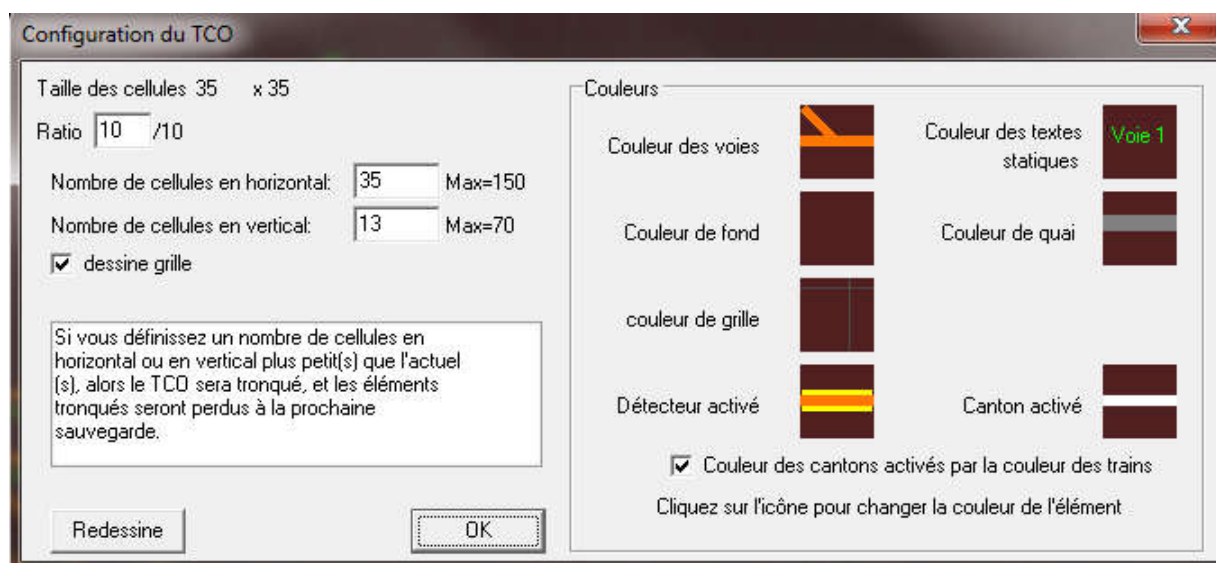 Configuration du TCO
Taille des cellules 35 x 35
Ratio 10 /10
Nombre de cellules en horizontal: 35 Max=150
Nombre de cellules en vertical: 13 Max=70
dessine grille
Si vous définissez un nombre de cellules en
horizontal ou en vertical plus petit(s) que l'actuel
(s), alors le TCO sera tronqué, et les éléments
tronqués seront perdus à la prochaine
sauvegarde.
Redessine
OK
Couleurs
Couleur des voies
Couleur des textes
statiques
Voie 1
Couleur de fond
Couleur de quai
couleur de grille
Détecteur activé
Canton activé
Couleur des cantons activés par la couleur des trains
Cliquez sur l'icône pour changer la couleur de l'élément